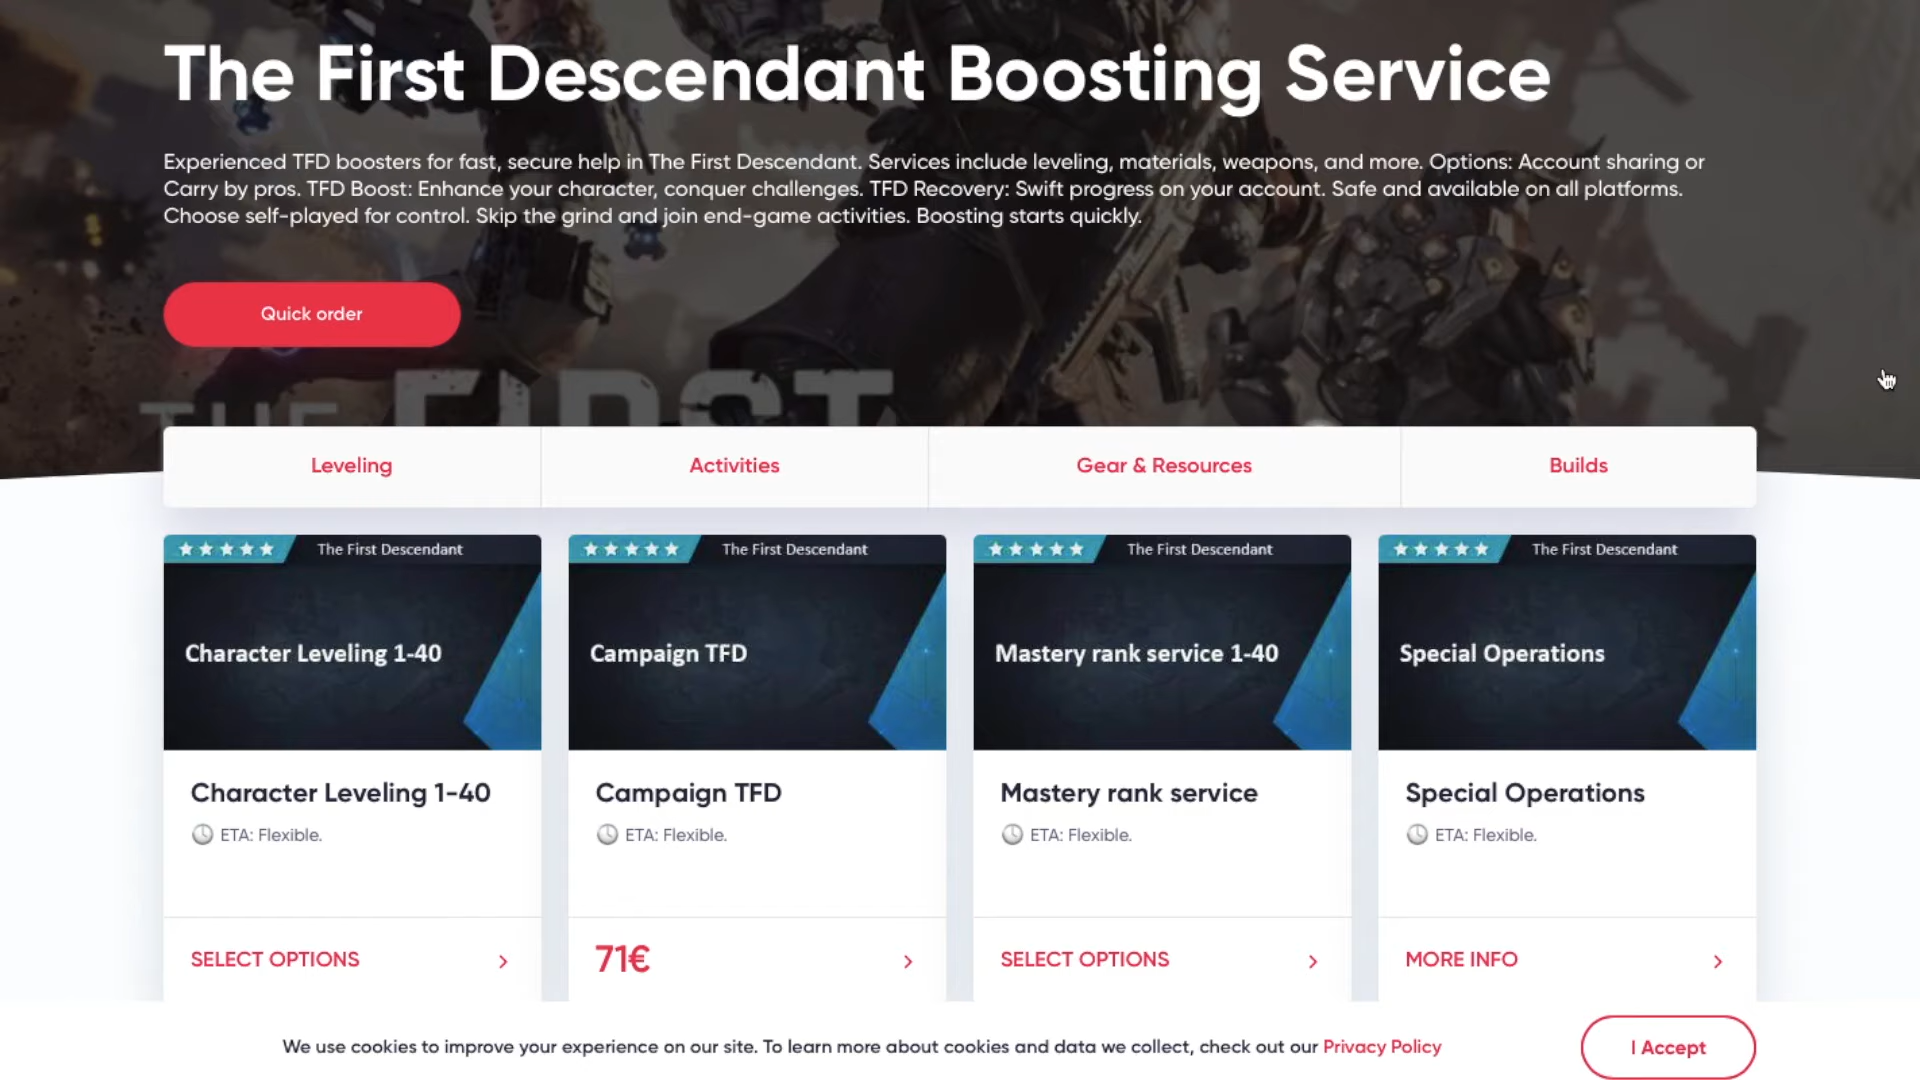 The First Descendant Boosting Service
Experienced TFD boosters for fast, secure help in The First Descendant. Services include leveling, materials, weapons, and more. Options: Account sharing or
Carry by pros. TFD Boost: Enhance your character, conquer challenges. TFD Recovery: Swift progress on your account. Safe and available on all platforms.
Choose self-played for control. Skip the grind and join end-game activities. Boosting starts quickly.
Quick order
THE FIRST
Leveling
Activities
Gear & Resources
Builds
The First Descendant
Character Leveling 1-40
Character Leveling 1-40
ETA: Flexible.
SELECT OPTIONS
The First Descendant
Campaign TFD
Campaign TFD
ETA: Flexible.
71€
The First Descendant
Mastery rank service 1-40
Mastery rank service
ETA: Flexible.
SELECT OPTIONS
The First Descendant
Special Operations
Special Operations
ETA: Flexible.
MORE INFO
We use cookies to improve your experience on our site. To learn more about cookies and data we collect, check out our Privacy Policy
I Accept